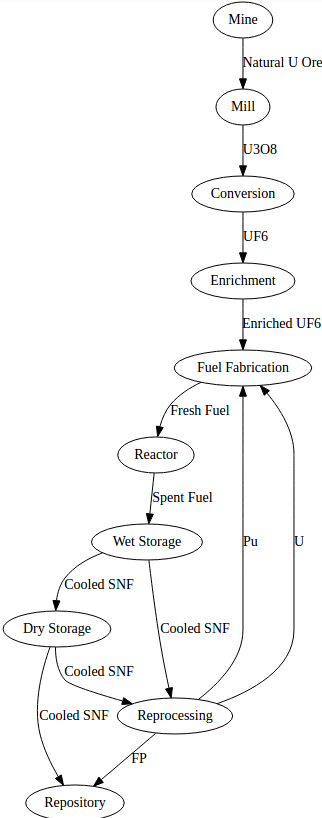 Mine
Natural U Ore
Mill
U3O8
Conversion
UF6
Enrichment
Enriched UF6
Fuel Fabrication
Fresh Fuel
Reactor
Spent Fuel
Wet Storage
Pu
U
Cooled SNF
Cooled SNF
Dry Storage
Cooled SNF
Cooled SNF
Reprocessing
FP
Repository